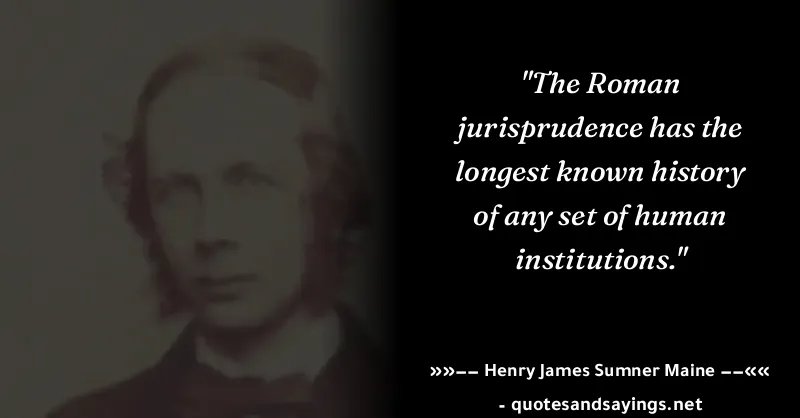 "The Roman
jurisprudence has the
longest known history
of any set of human
institutions."
»»–– Henry James Sumner Maine ––««
- quotesandsayings.net